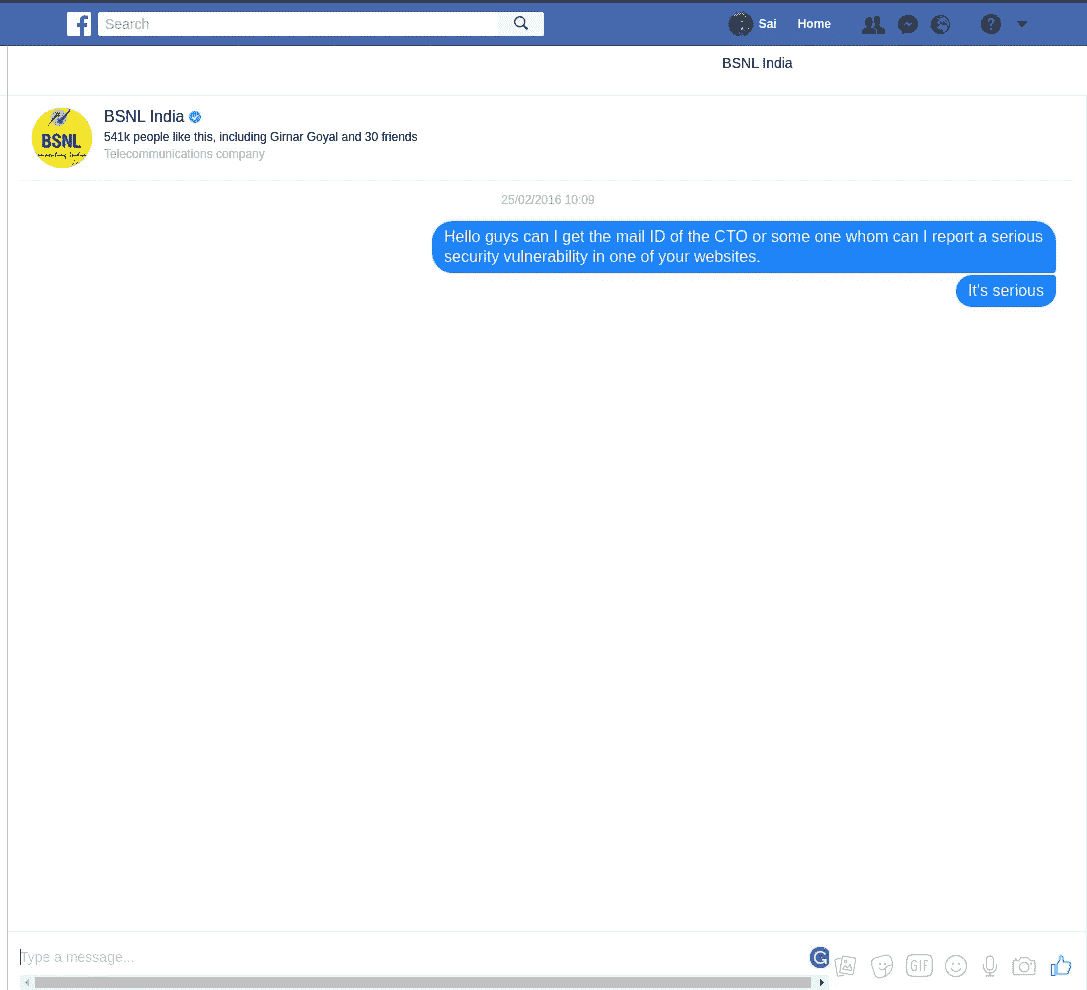 Search
Sai
Home
BSNL India
BSNL
BSNL India
541k people like this, including Girnar Goyal and 30 friends
Telecommunications company
25/02/2016 10:09
Hello guys can I get the mail ID of the CTO or some one whom can I report a serious
security vulnerability in one of your websites.
It's serious
Type a message...
GIF